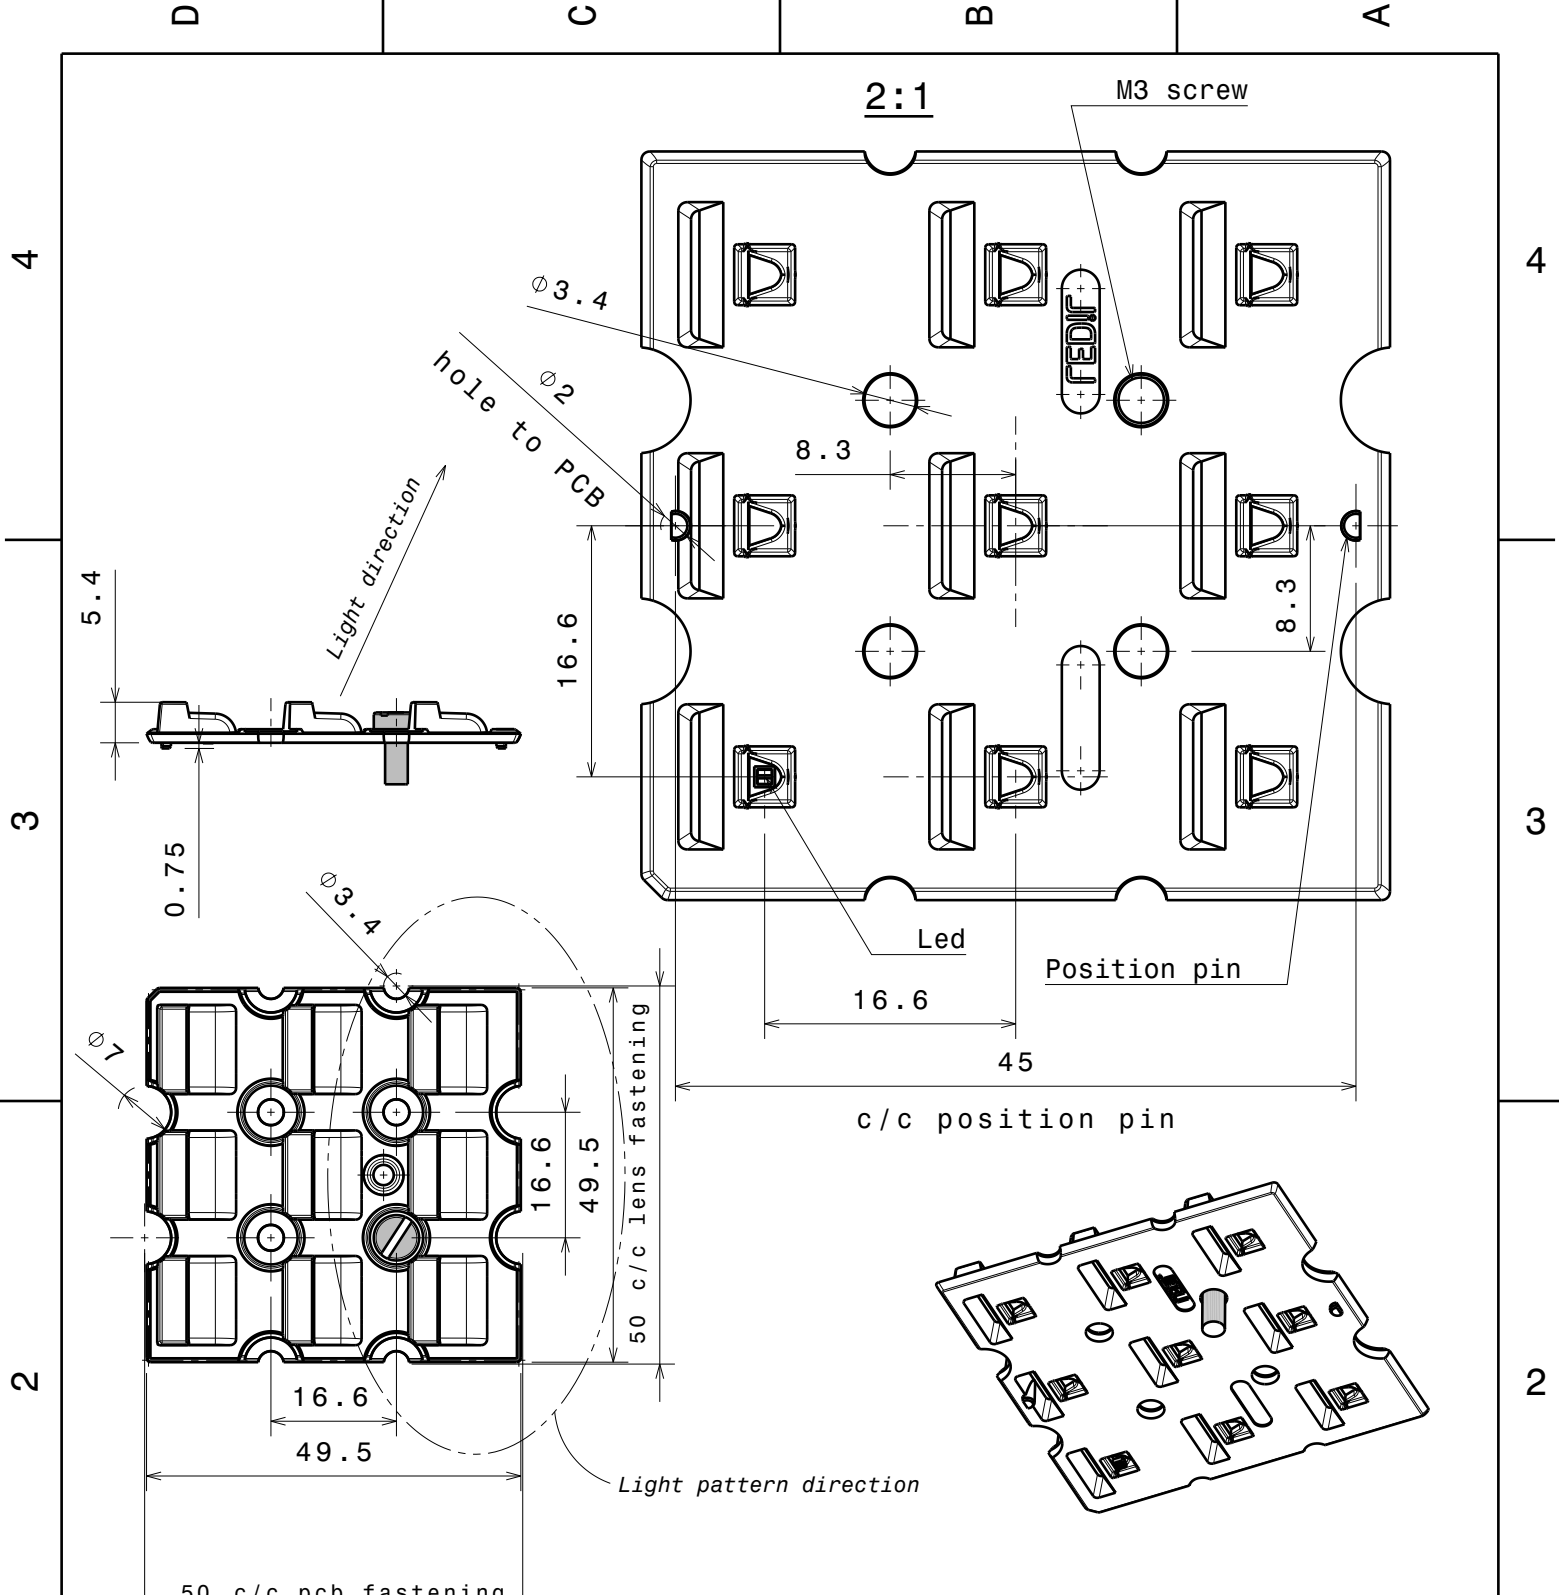 D
C
B
A
2:1
M3 screw
4
4
⌀3.4
⌀2
hole to PCB
8.3
Light direction
5.4
16.6
8.3
3
3
0.75
⌀3.4
Led
Position pin
16.6
45
c/c position pin
⌀7
16.6
49.5
50 c/c lens fastening
2
2
16.6
49.5
Light pattern direction
50 c/c pcb fastening